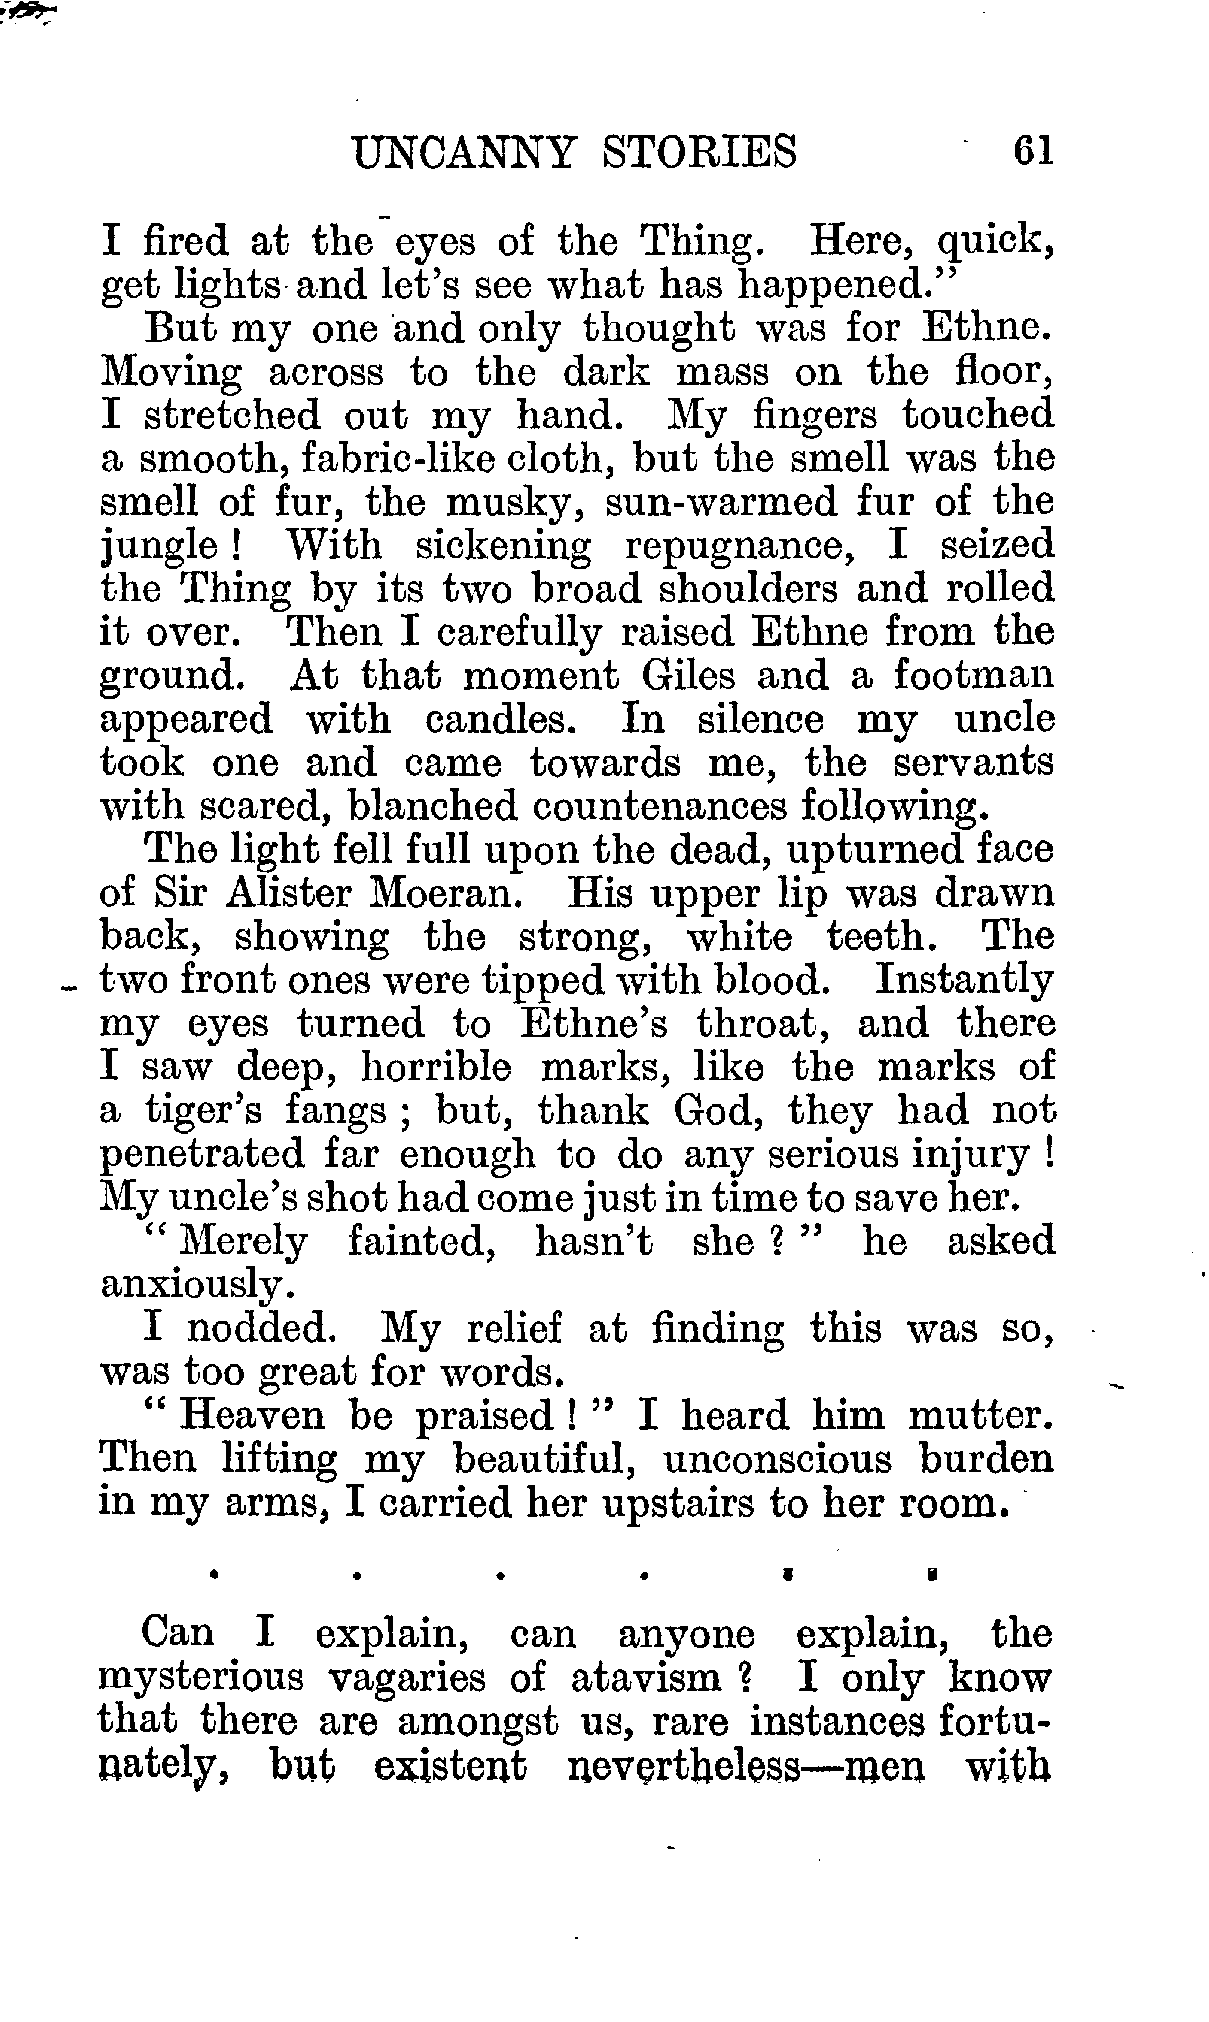 UNCANNY STORIES 61
I fired at the eyes of the Thing. Here, quick,
get lights and let's see what has happened."
But my one and only thought was for Ethne.
Moving across to the dark mass on the floor,
I stretched out my hand. My fingers touched
a smooth, fabric-like cloth, but the smell was the
smell of fur, the musky, sun-warmed fur of the
jungle ! With sickening repugnance, I seized
the Thing by its two broad shoulders and rolled
it over. Then I carefully raised Ethne from the
ground. At that moment Giles and a footman
appeared with candles. In silence my uncle
took one and came towards me, the servants
with scared, blanched countenances following.
The light fell full upon the dead, upturned face
of Sir Alister Moeran. His upper lip was drawn
back, showing the strong, white teeth. The
two front ones were tipped with blood. Instantly
my eyes turned to Ethne's throat, and there
I saw deep, horrible marks, like the marks of
a tiger's fangs ; but, thank God, they had not
penetrated far enough to do any serious injury !
My uncle's shot had come just in time to save her.
" Merely fainted, hasn't she ? " he asked
anxiously.
I nodded. My relief at finding this was so,
was too great for words.
" Heaven be praised ! " I heard him mutter.
Then lifting my beautiful, unconscious burden
in my arms, I carried her upstairs to her room.
. . . . . .
Can I explain, can anyone explain, the
mysterious vagaries of atavism ? I only know
that there are amongst us, rare instances fortu-
nately, but existent nevertheless—men with